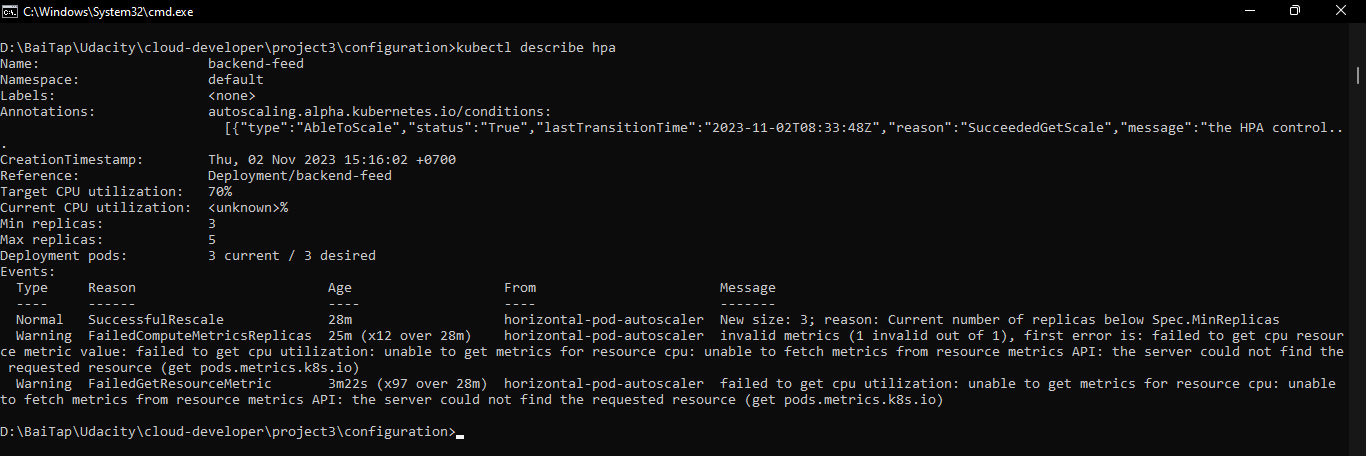 C:\Windows\System32\cmd.exe
D:\BaiTap\Udacity\cloud-developer\project3\configuration>kubectl describe hpa
Name:                     backend-feed
Namespace:                default
Labels:                   <none>
Annotations:              autoscaling.alpha.kubernetes.io/conditions:
                            [{"type":"AbleToScale","status":"True","lastTransitionTime":"2023-11-02T08:33:48Z","reason":"SucceededGetScale","message":"the HPA control..
.
CreationTimestamp:        Thu, 02 Nov 2023 15:16:02 +0700
Reference:                Deployment/backend-feed
Target CPU utilization:   70%
Current CPU utilization:  <unknown>%
Min replicas:             3
Max replicas:             5
Deployment pods:          3 current / 3 desired
Events:
  Type     Reason                        Age                   From                       Message
  ----     ------                        ----                  ----                       -------
  Normal   SuccessfulRescale             28m                   horizontal-pod-autoscaler  New size: 3; reason: Current number of replicas below Spec.MinReplicas
  Warning  FailedComputeMetricsReplicas  25m (x12 over 28m)    horizontal-pod-autoscaler  invalid metrics (1 invalid out of 1), first error is: failed to get cpu resour
ce metric value: failed to get cpu utilization: unable to get metrics for resource cpu: unable to fetch metrics from resource metrics API: the server could not find the
 requested resource (get pods.metrics.k8s.io)
  Warning  FailedGetResourceMetric       3m22s (x97 over 28m)  horizontal-pod-autoscaler  failed to get cpu utilization: unable to get metrics for resource cpu: unable
to fetch metrics from resource metrics API: the server could not find the requested resource (get pods.metrics.k8s.io)
D:\BaiTap\Udacity\cloud-developer\project3\configuration>